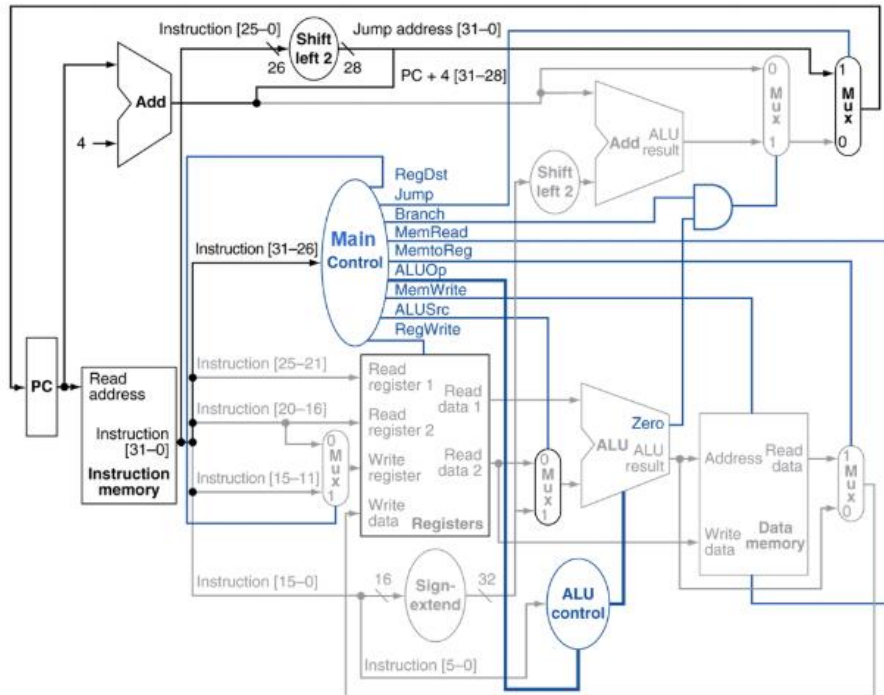 Instruction [25–0]
Shift
left 2
Jump address [31–0]
26
28
PC + 4 [31–28]
Add
4
0
M
u
x
1
1
M
u
x
0
Add
ALU
result
Shift
left 2
RegDst
Jump
Branch
MemRead
MemtoReg
ALUOp
MemWrite
ALUSrc
RegWrite
Instruction [31–26]
Main
Control
PC
Read
address
Instruction
[31–0]
Instruction
memory
Instruction [25–21]
Instruction [20–16]
Instruction [15–11]
Instruction [15–0]
0
M
u
x
1
Read
register 1
Read
register 2
Write
register
Write
data
Read
data 1
Read
data 2
Registers
0
M
u
x
1
Zero
ALU
ALU
result
Address
Read
data
Write
data
Data
memory
1
M
u
x
0
16
Sign-
extend
32
ALU
control
Instruction [5–0]